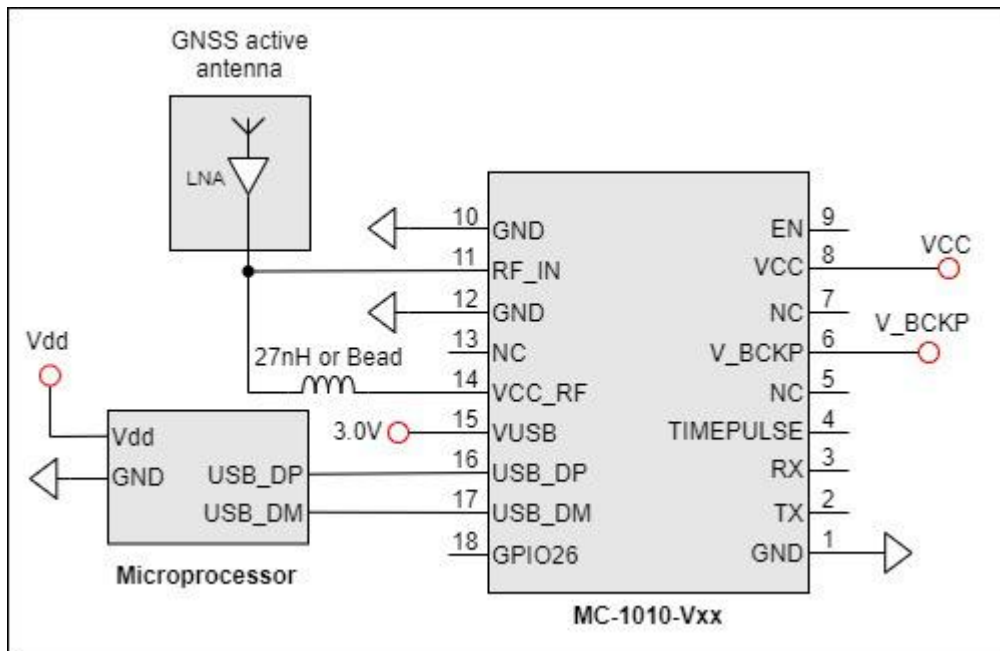 GNSS active
antenna
LNA
10 GND
11 RF_IN
12 GND
13 NC
27nH or Bead
14 VCC_RF
3.0V 15 VUSB
16 USB_DP
17 USB_DM
18 GPIO26
EN 9
VCC 8 VCC
NC 7
V_BCKP 6 V_BCKP
NC 5
TIMEPULSE 4
RX 3
TX 2
GND 1
MC-1010-Vxx
Vdd
Vdd
GND USB_DP
USB_DM
Microprocessor